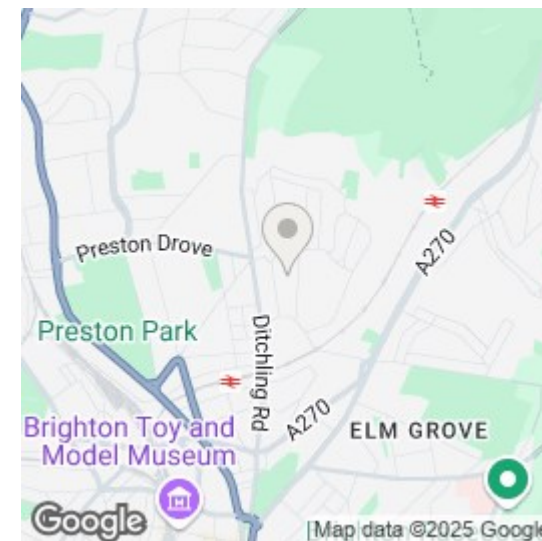 Preston Drove
A270
Preston Park
Ditchling Rd
Brighton Toy and
Model Museum
A270
ELM GROVE
Google
Map data ©2025 Google